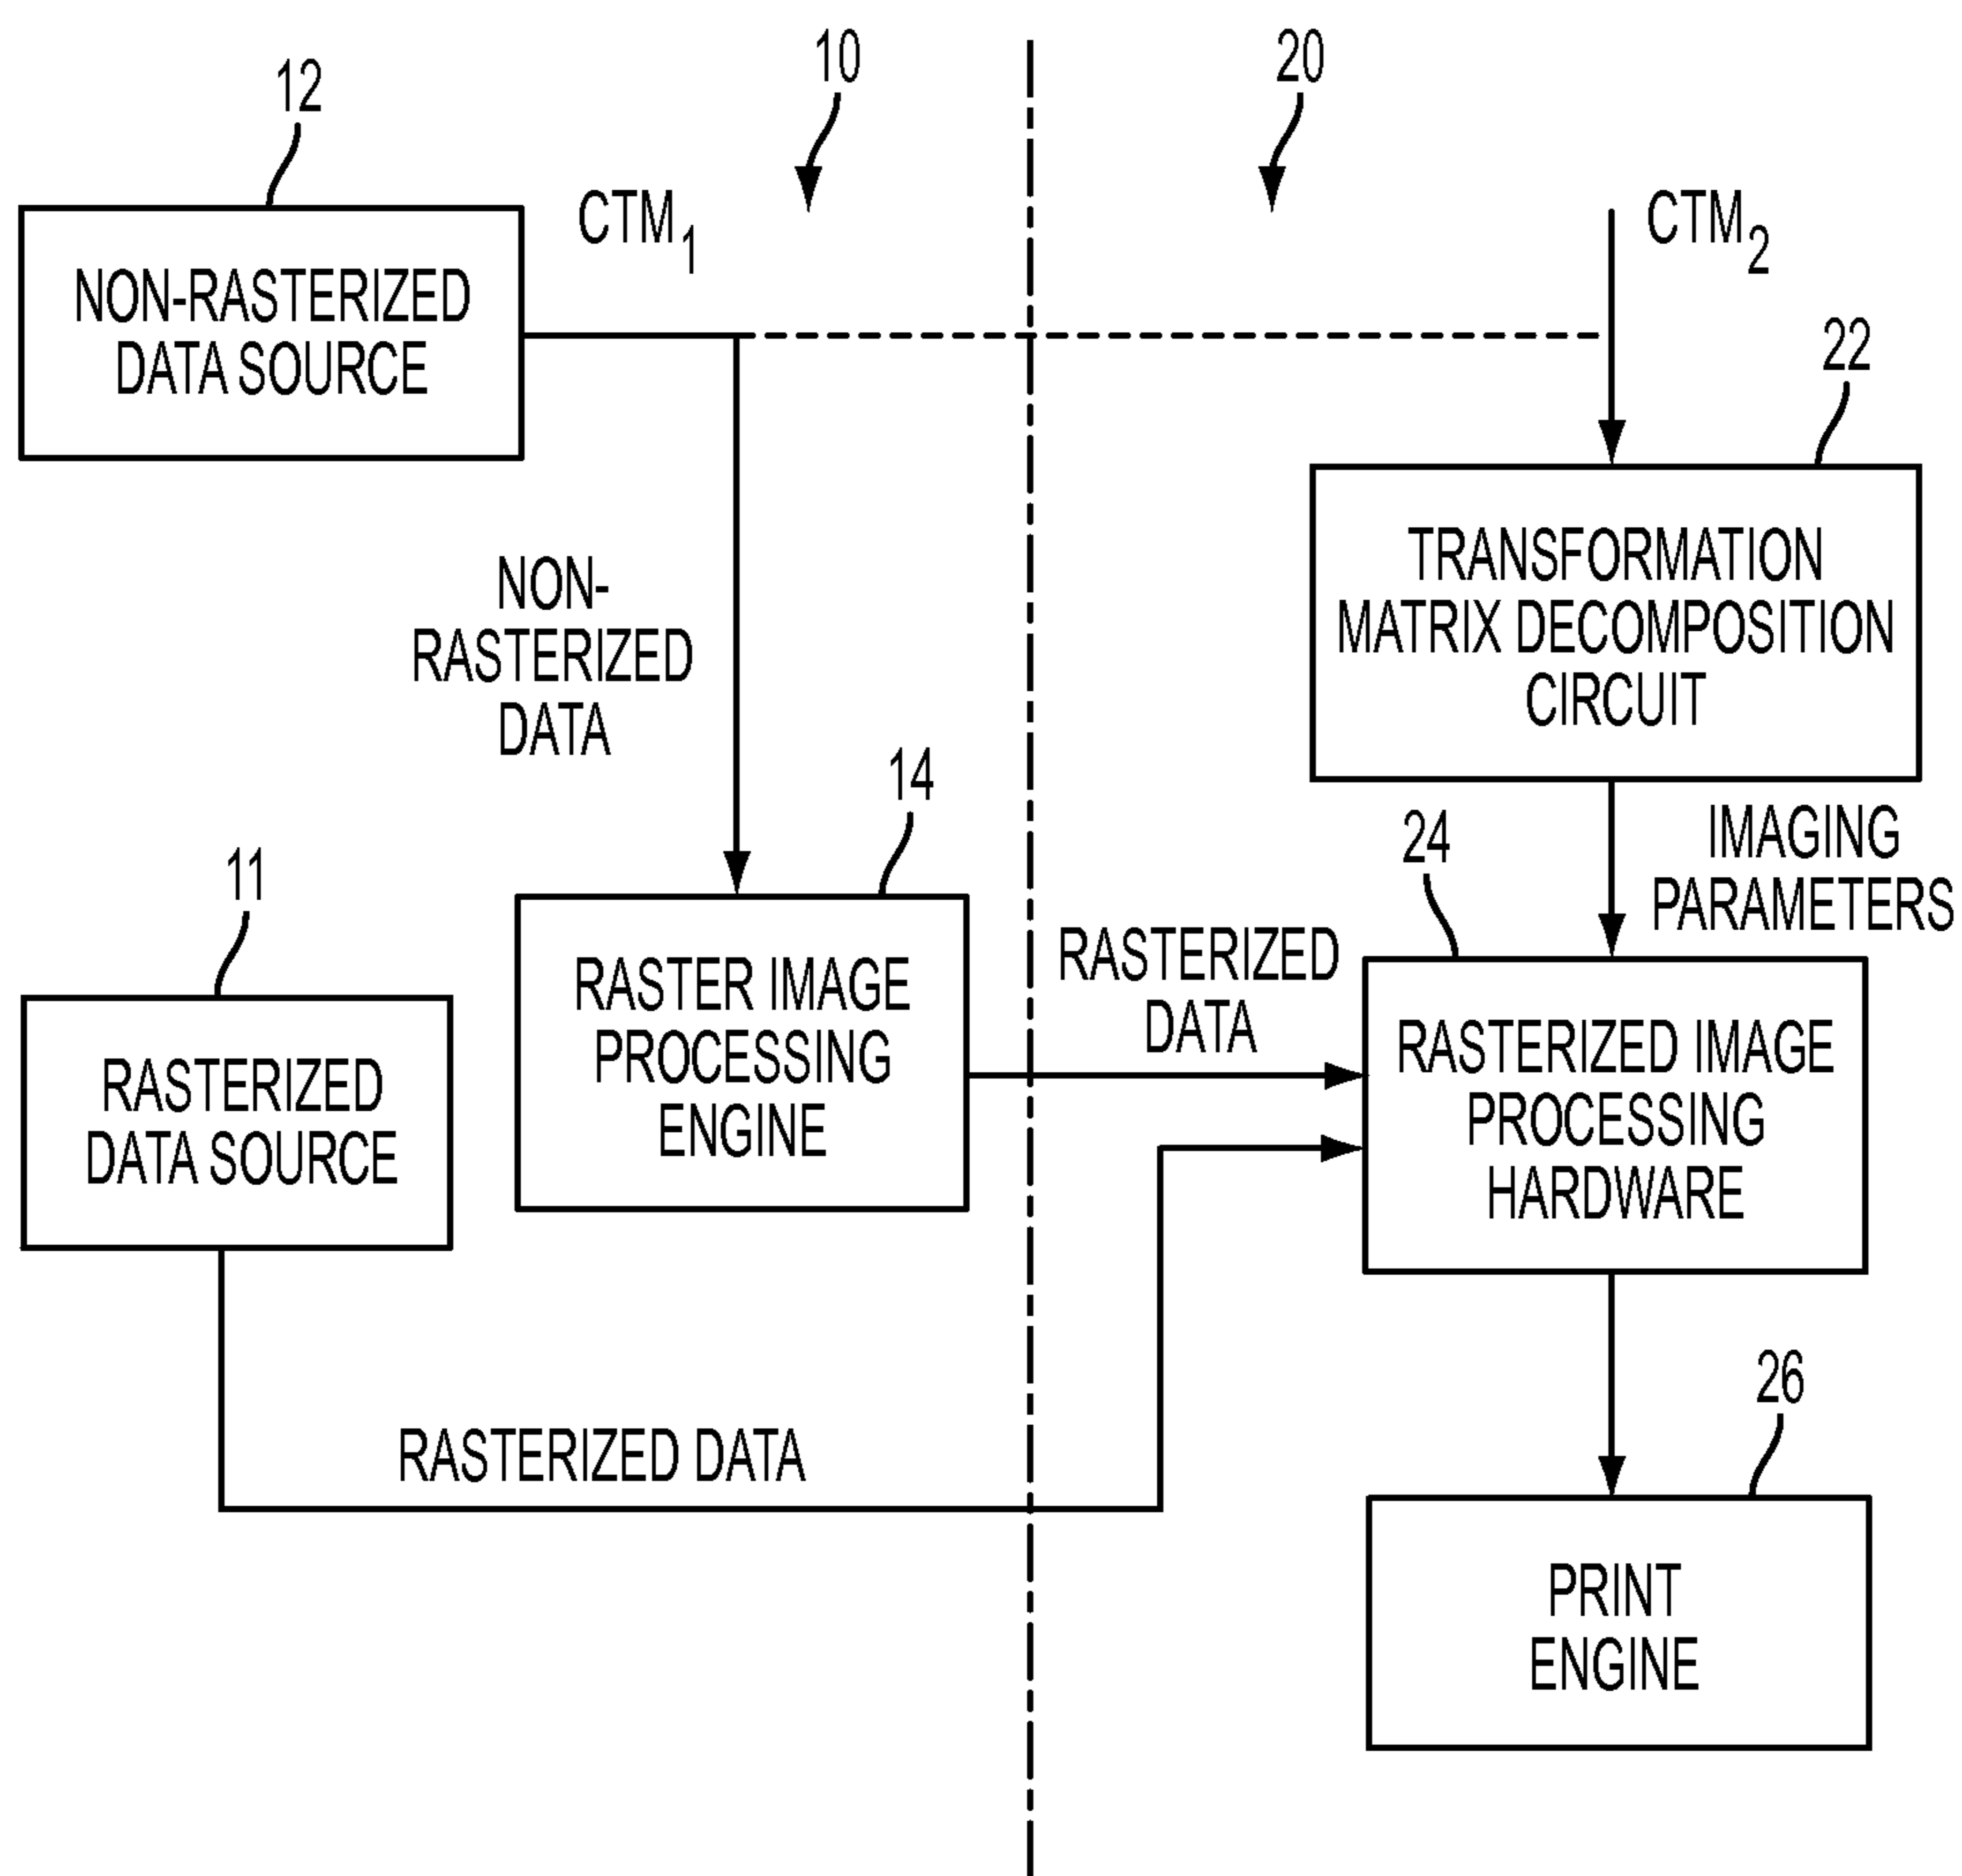 10
20
12
CTM1
CTM2
NON-RASTERIZED
DATA SOURCE
22
NON-
RASTERIZED
DATA
TRANSFORMATION
MATRIX DECOMPOSITION
CIRCUIT
14
24
IMAGING
PARAMETERS
11
RASTER IMAGE
PROCESSING
ENGINE
RASTERIZED
DATA
RASTERIZED IMAGE
PROCESSING
HARDWARE
RASTERIZED
DATA SOURCE
26
RASTERIZED DATA
PRINT
ENGINE